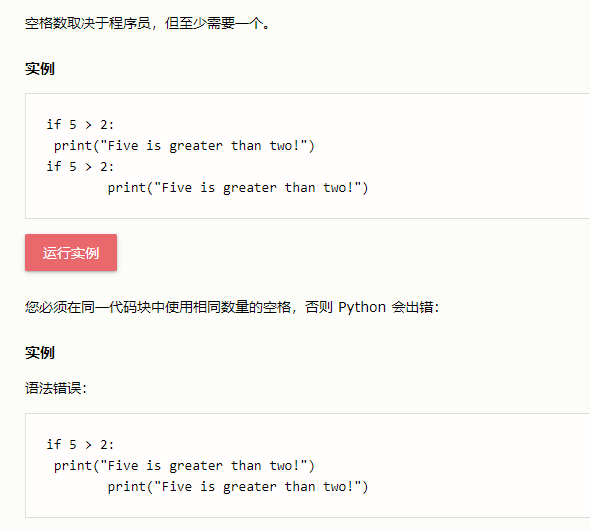 空格数取决于程序员，但至少需要一个。
实例
if 5 > 2:
 print("Five is greater than two!")
if 5 > 2:
        print("Five is greater than two!")
运行实例
您必须在同一代码块中使用相同数量的空格，否则 Python 会出错：
实例
语法错误：
if 5 > 2:
 print("Five is greater than two!")
        print("Five is greater than two!")